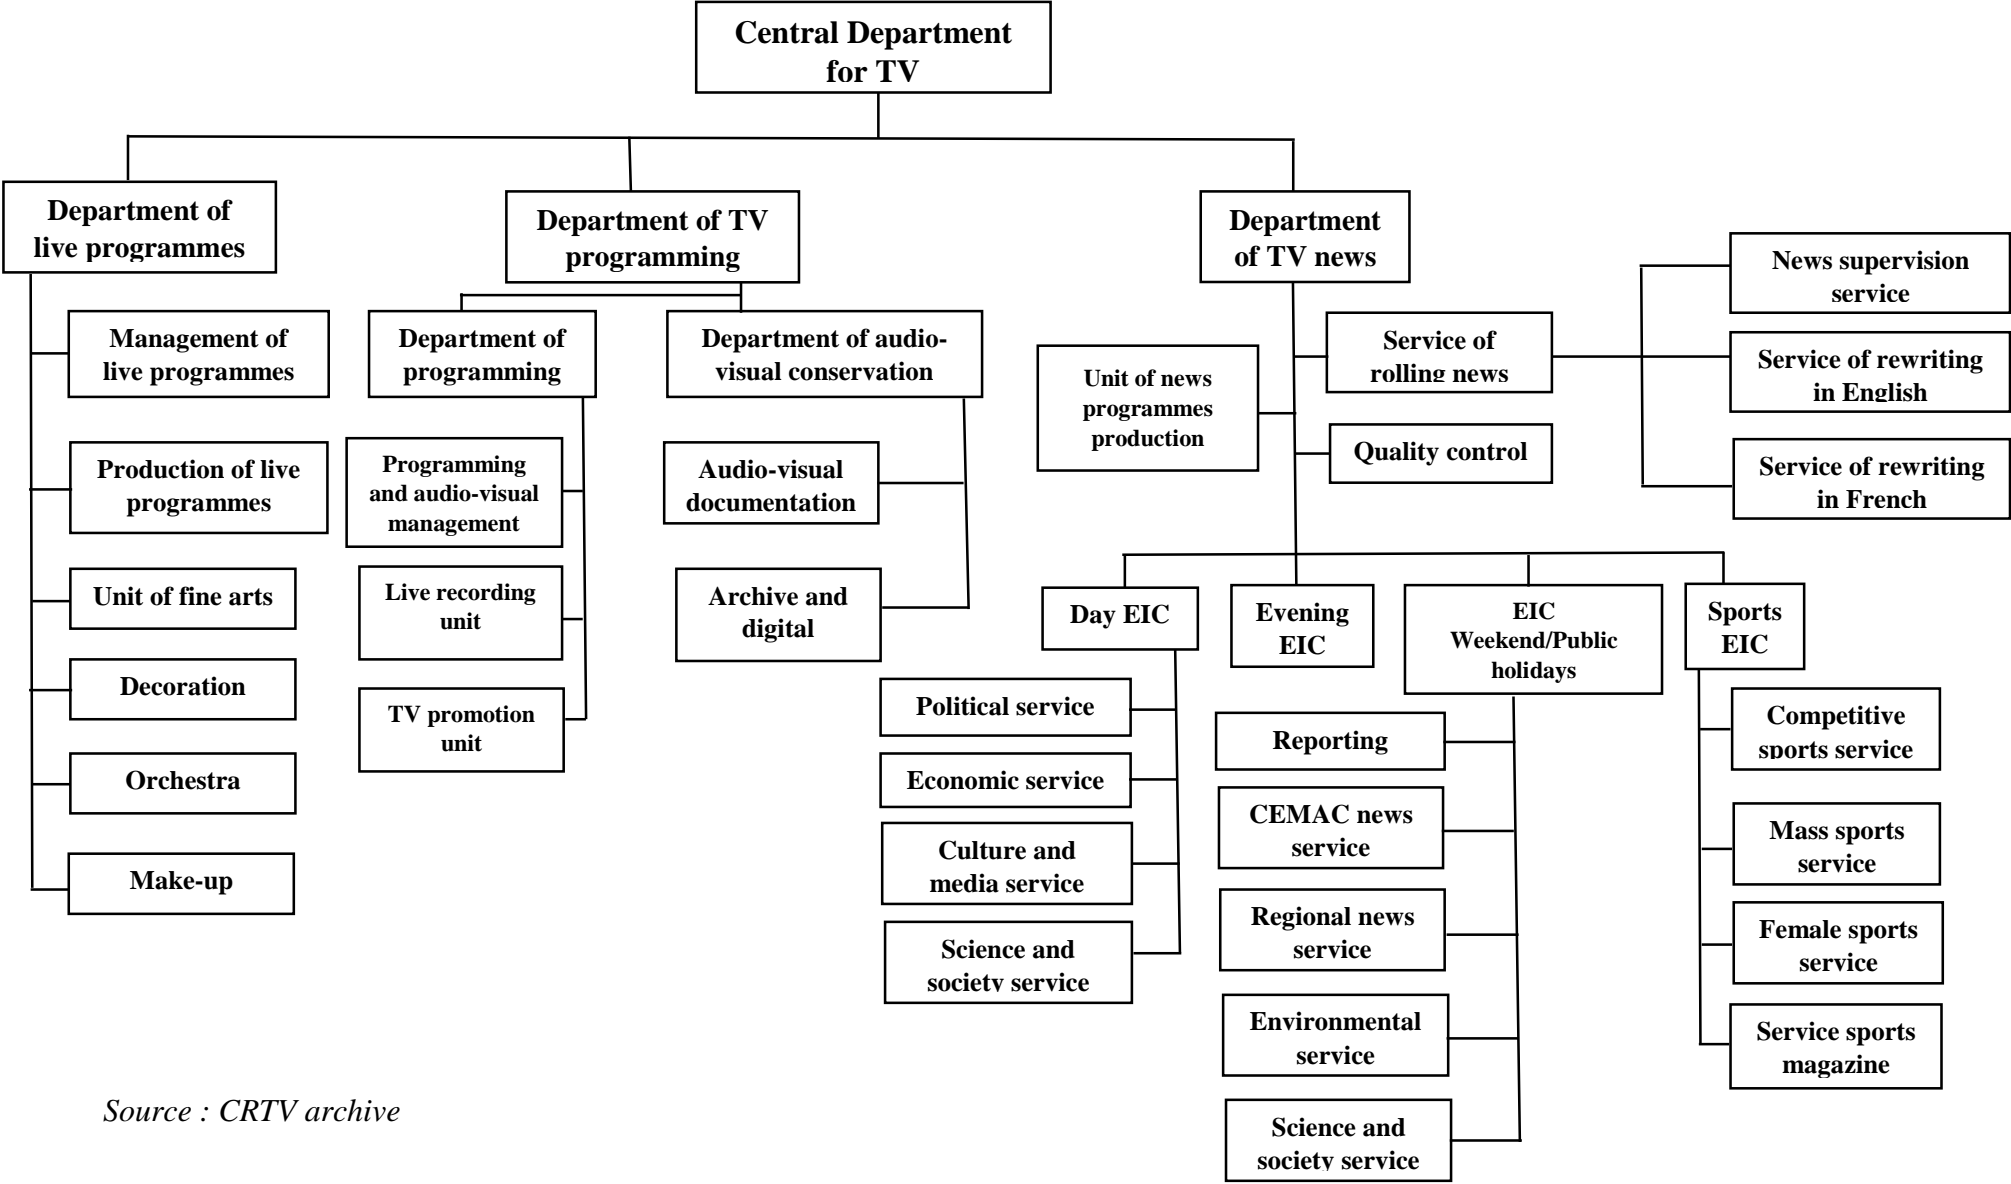 Central Department
for TV
Department of
live programmes
Department of TV
programming
Department
of TV news
News supervision
service
Management of
live programmes
Department of
programming
Department of audio-
visual conservation
Service of
rolling news
Unit of news
programmes
production
Service of rewriting
in English
Quality control
Production of live
programmes
Programming
and audio-visual
management
Audio-visual
documentation
Service of rewriting
in French
Unit of fine arts
Live recording
unit
Archive and
digital
Day EIC
Evening
EIC
EIC
Weekend/Public
holidays
Sports
EIC
Decoration
TV promotion
unit
Political service
Reporting
Competitive
sports service
Orchestra
Economic service
CEMAC news
service
Mass sports
service
Make-up
Culture and
media service
Regional news
service
Female sports
service
Science and
society service
Environmental
service
Service sports
magazine
Science and
society service
Source : CRTV archive